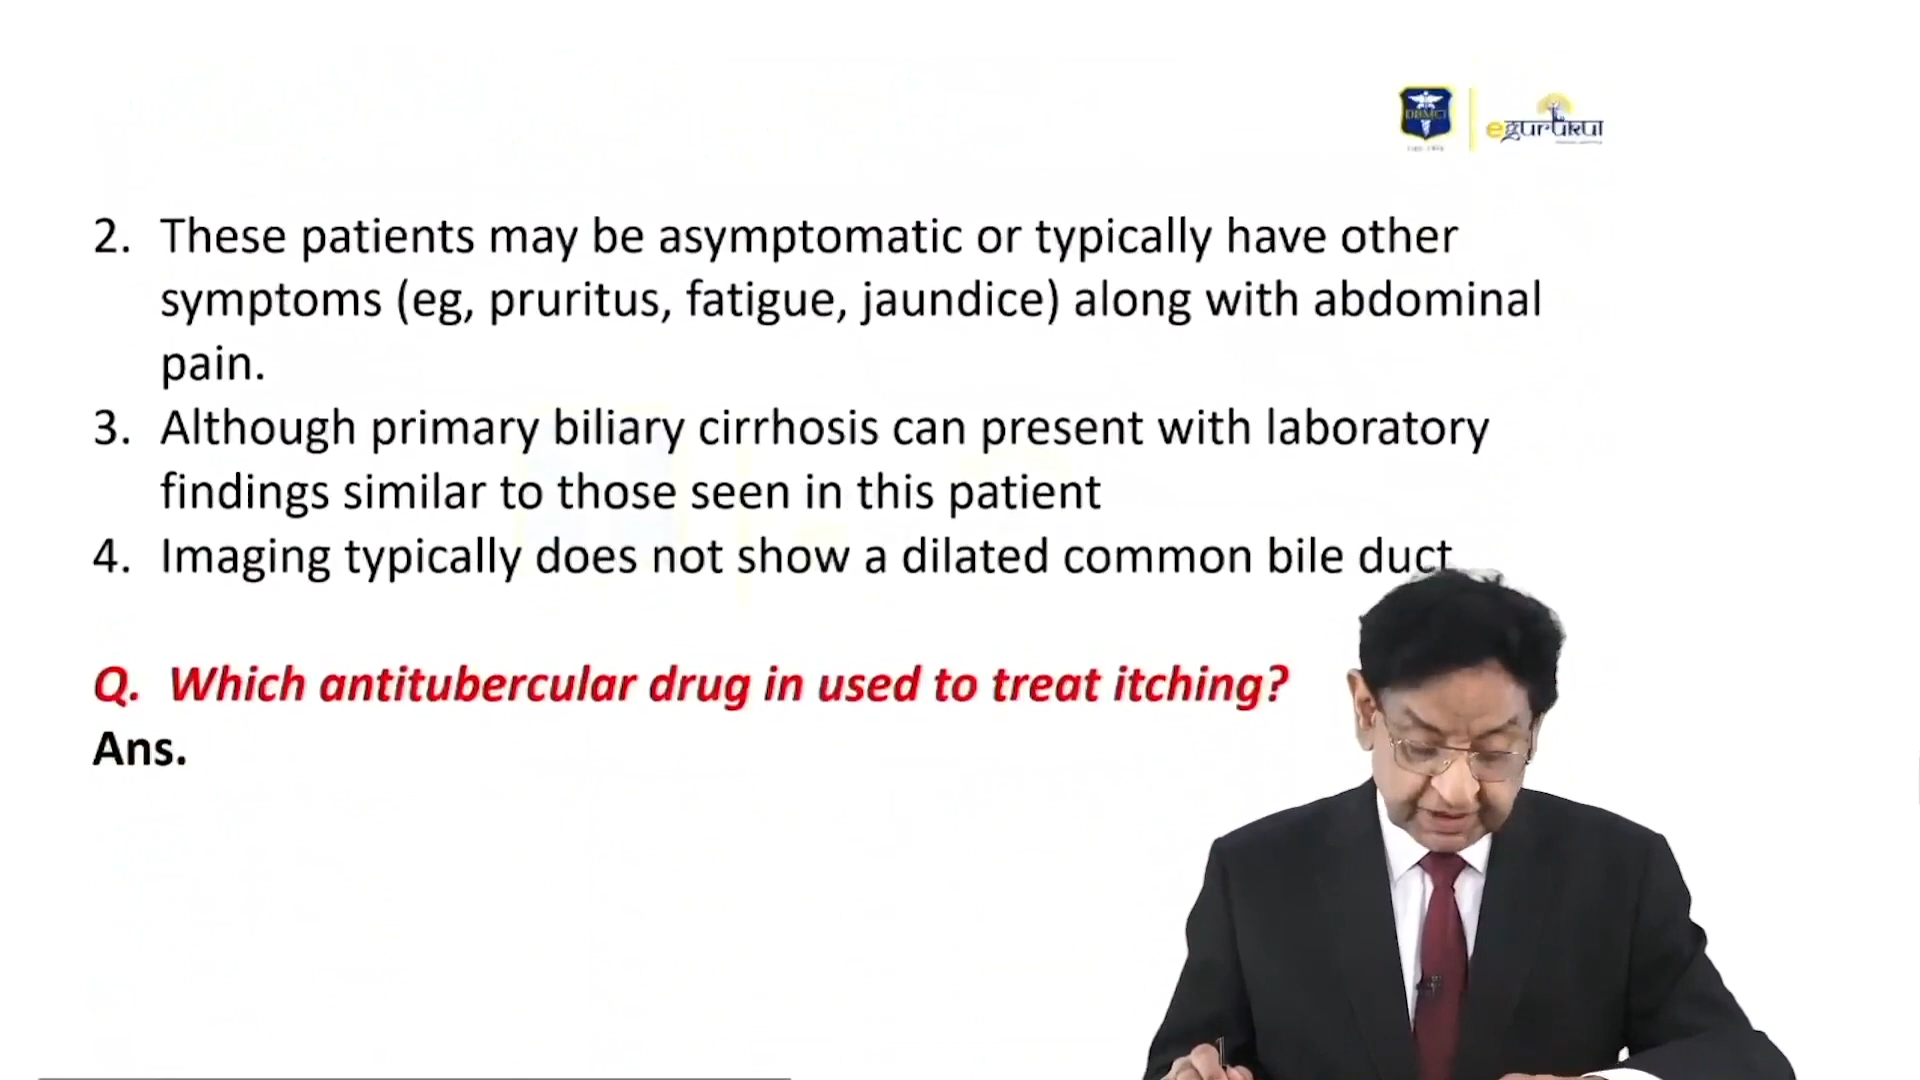 DBMCI
egurukul
2. These patients may be asymptomatic or typically have other
symptoms (eg, pruritus, fatigue, jaundice) along with abdominal
pain.
3. Although primary biliary cirrhosis can present with laboratory
findings similar to those seen in this patient
4. Imaging typically does not show a dilated common bile duct
Q. Which antitubercular drug in used to treat itching?
Ans.